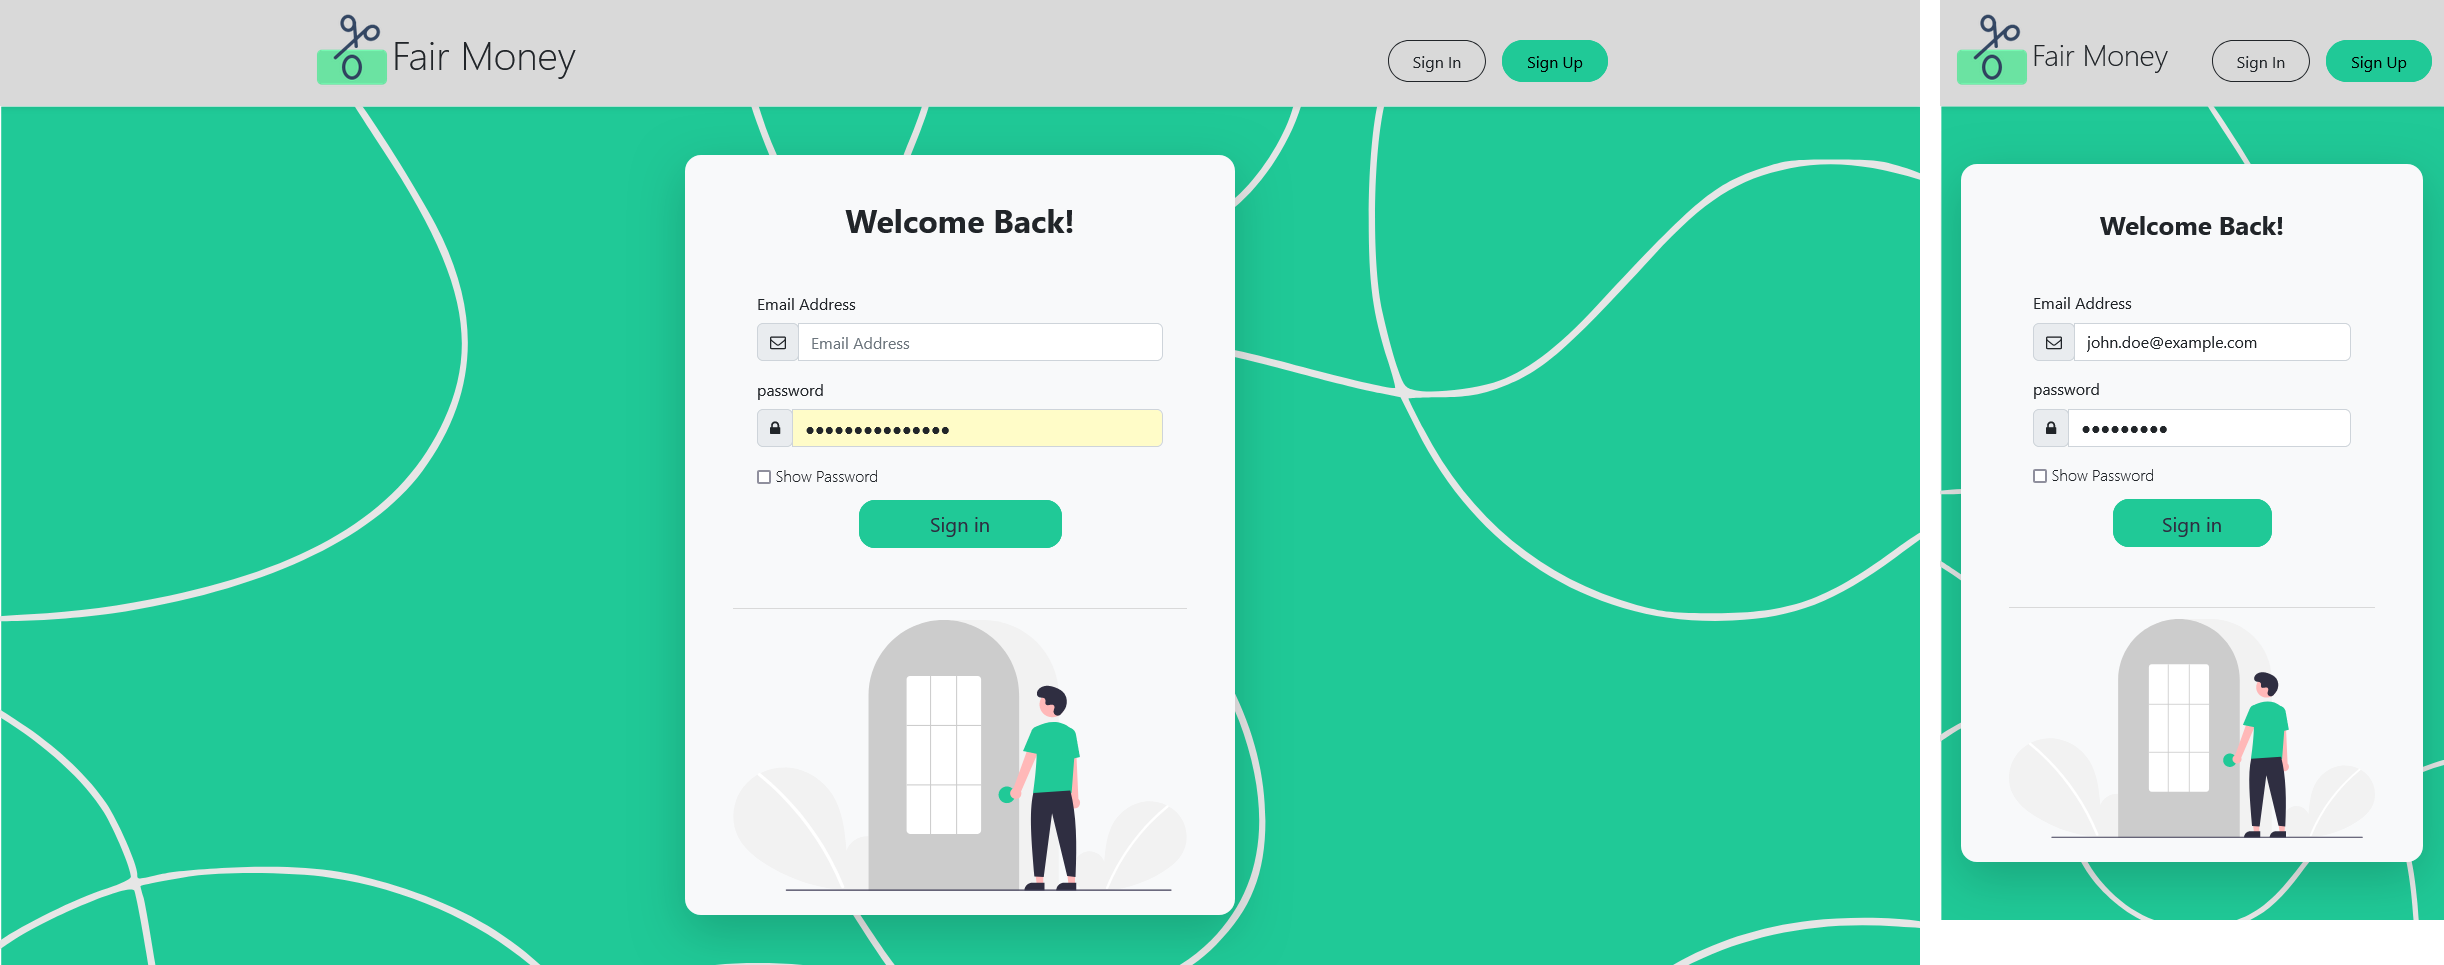 Fair Money
Sign In
Sign Up
Welcome Back!
Email Address
Email Address
password
●●●●●●●●●●●●●●●
Show Password
Sign in
Fair Money
Sign In
Sign Up
Welcome Back!
Email Address
john.doe@example.com
password
●●●●●●●●●
Show Password
Sign in